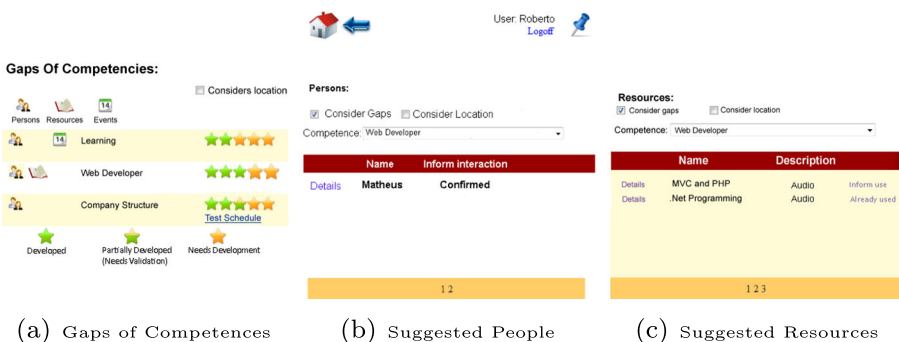 User: Roberto
Logoff
Gaps Of Competencies:
Considers location
Persons Resources Events
14
14 Learning
Web Developer
Company Structure
Test Schedule
Developed
Partially Developed
(Needs Validation)
Needs Development
(a) Gaps of Competences
Persons:
Consider Gaps Consider Location
Competence: Web Developer
Name Inform interaction
Details Matheus Confirmed
1 2
(b) Suggested People
Resources:
Consider gaps Consider location
Competence: Web Developer
Name Description
Details MVC and PHP Audio Inform use
Details .Net Programming Audio Already used
1 2 3
(c) Suggested Resources